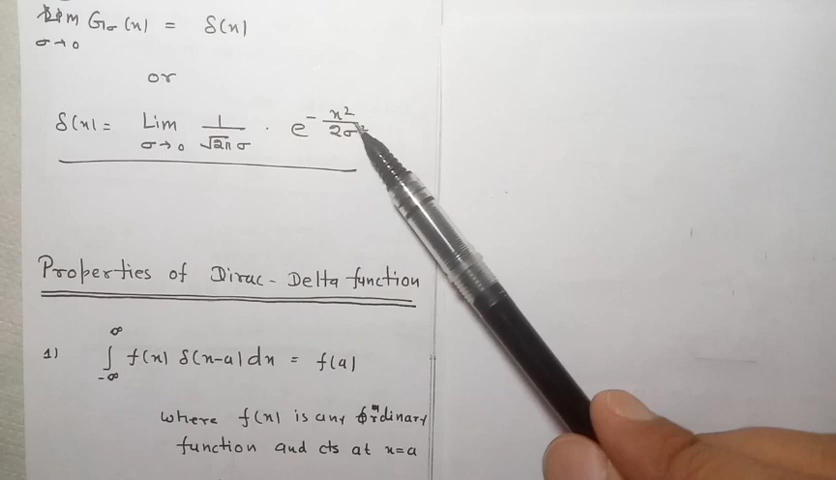 Lim Gσ(x) = δ(x)
σ→0
or
δ(x) = Lim σ→0 1/√2π σ · e^-x²/2σ²
Properties of Dirac-Delta function
1) ∫_-∞^∞ f(x) δ(x-a) dx = f(a)
where f(x) is any ordinary
function and cts at x=a